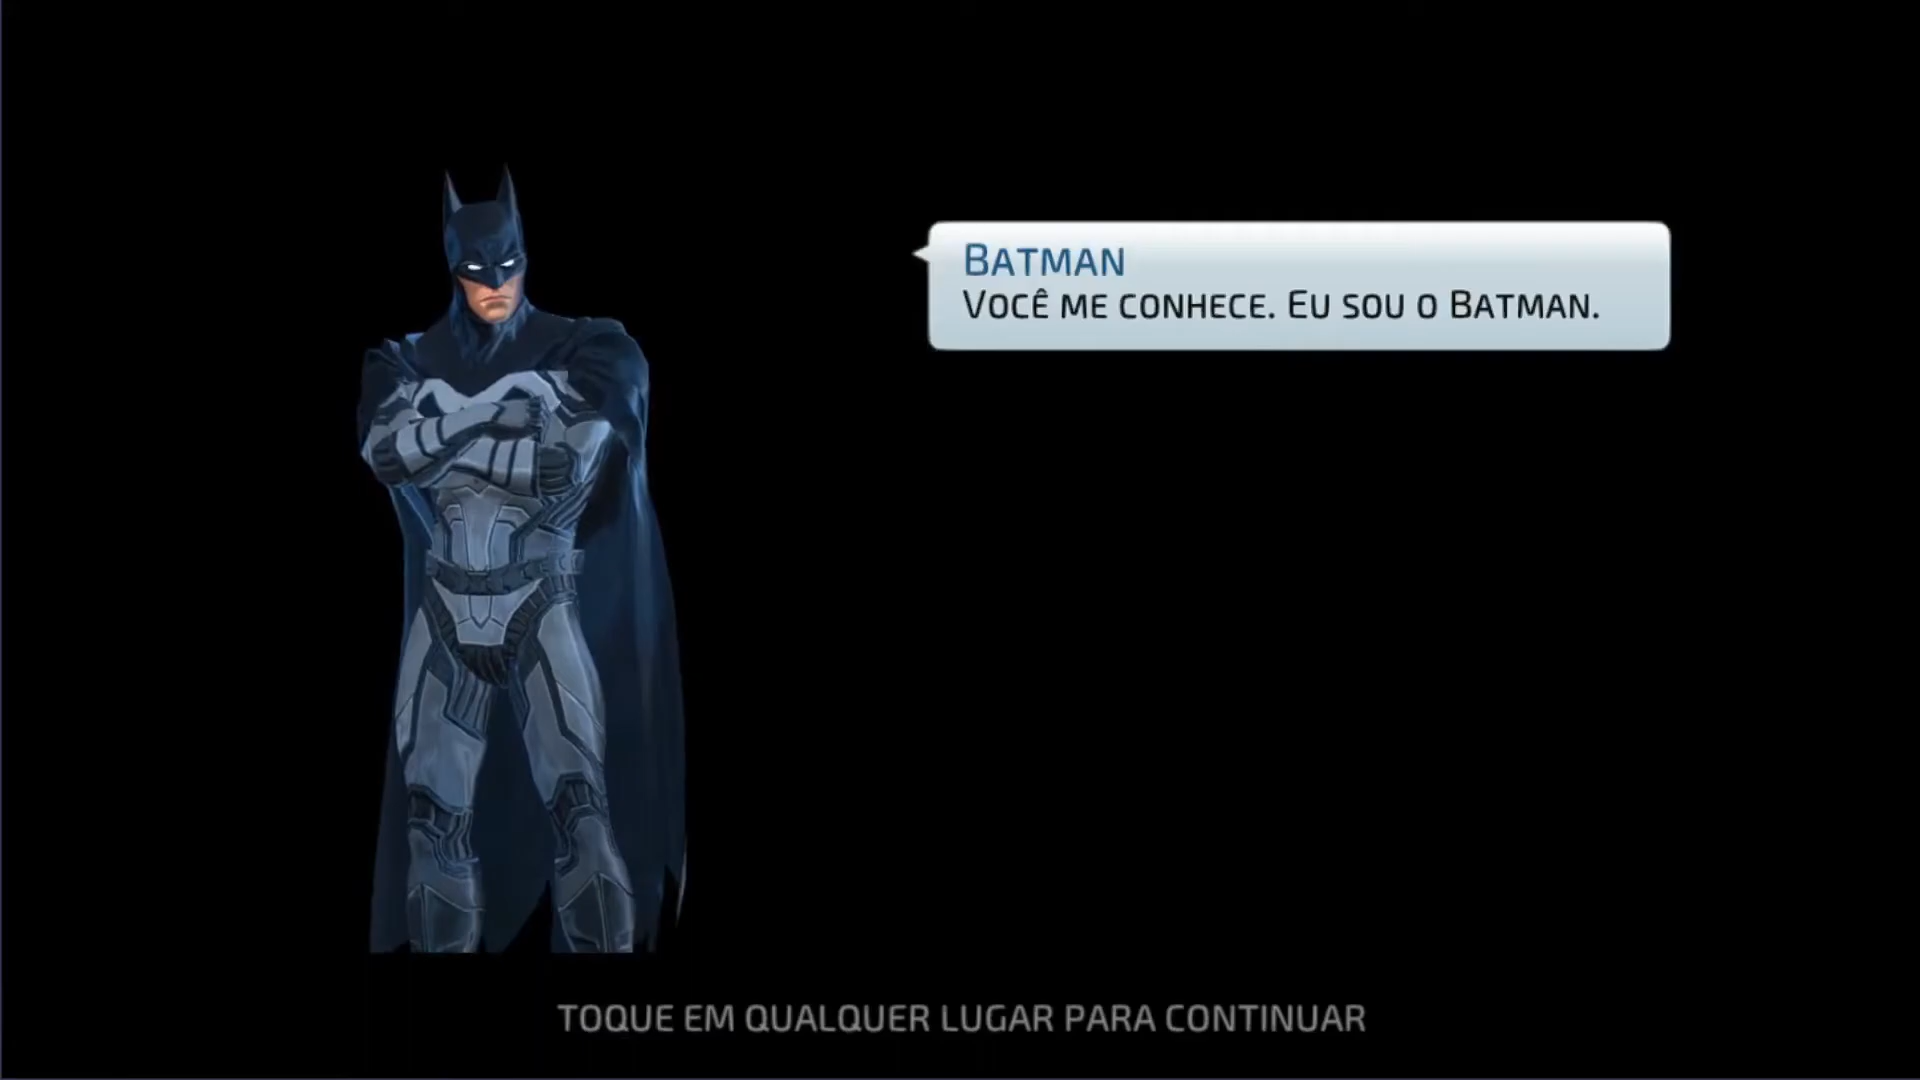 Batman
Você me conhece. Eu sou o Batman.
TOQUE EM QUALQUER LUGAR PARA CONTINUAR